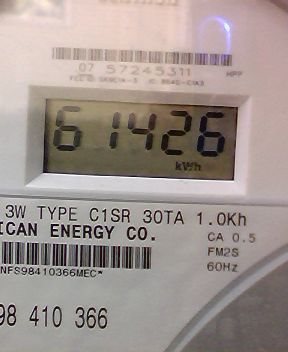 07 57245311 HPP
61426
kWh
3W TYPE C1SR 30TA 1.0Kh
ICAN ENERGY CO.
CA 0.5
FM2S
NFS98410366MEC*
60Hz
98 410 366